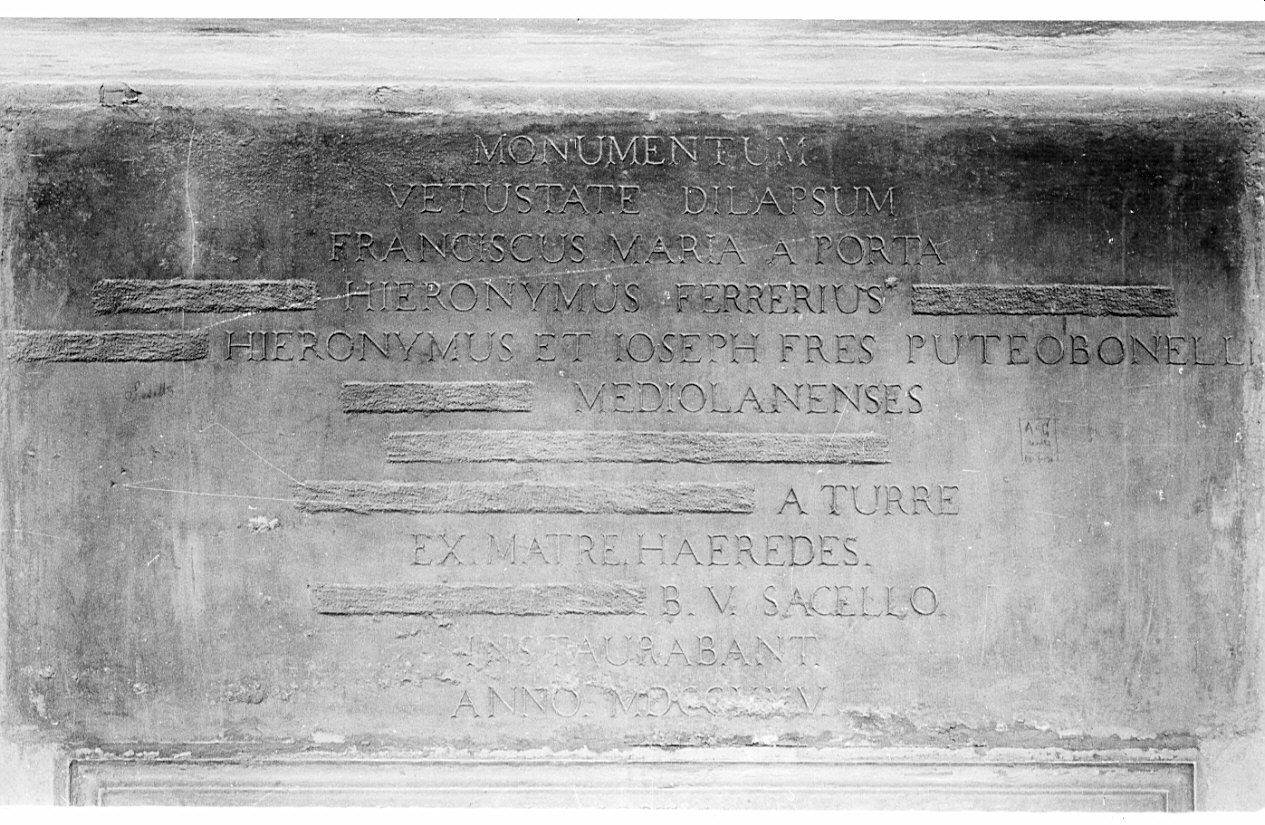 MONUMENTUM
VETUSTATE DILAPSUM
FRANCISCUS MARIA A PORTA
HIERONYMUS FERRERIUS
HIERONYMUS ET IOSEPH FRES PUTEOBONELLI
MEDIOLANENSES
A TURRE
EX. MATRE. HAEREDES.
B. V. SACELLO.
INSTAURABANT.
ANNO.